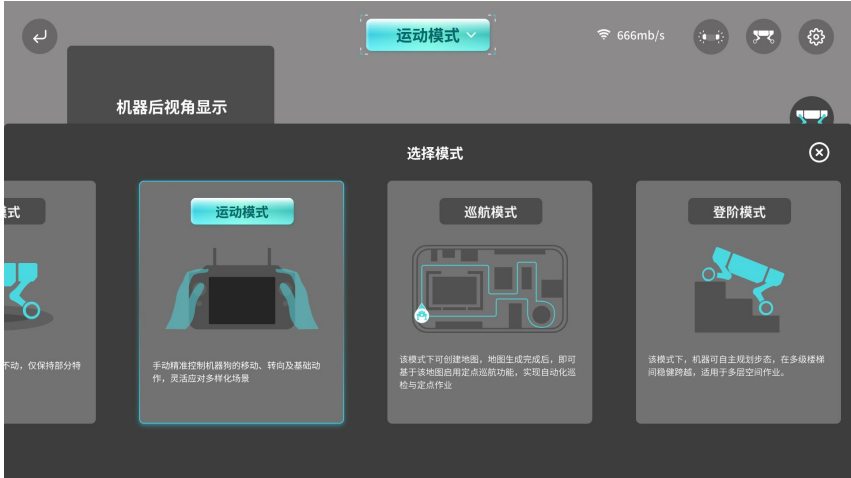 运动模式
666mb/s
机器后视角显示
选择模式
式
运动模式
巡航模式
登阶模式
不动，仅保持部分特
手动精准控制机器狗的移动、转向及基础动
作，灵活应对多样化场景
该模式下可创建地图，地图生成完成后，即可
基于该地图启用定点巡航功能，实现自动化巡
检与定点作业
该模式下，机器可自主规划步态，在多级楼梯
间稳健跨越，适用于多层空间作业。